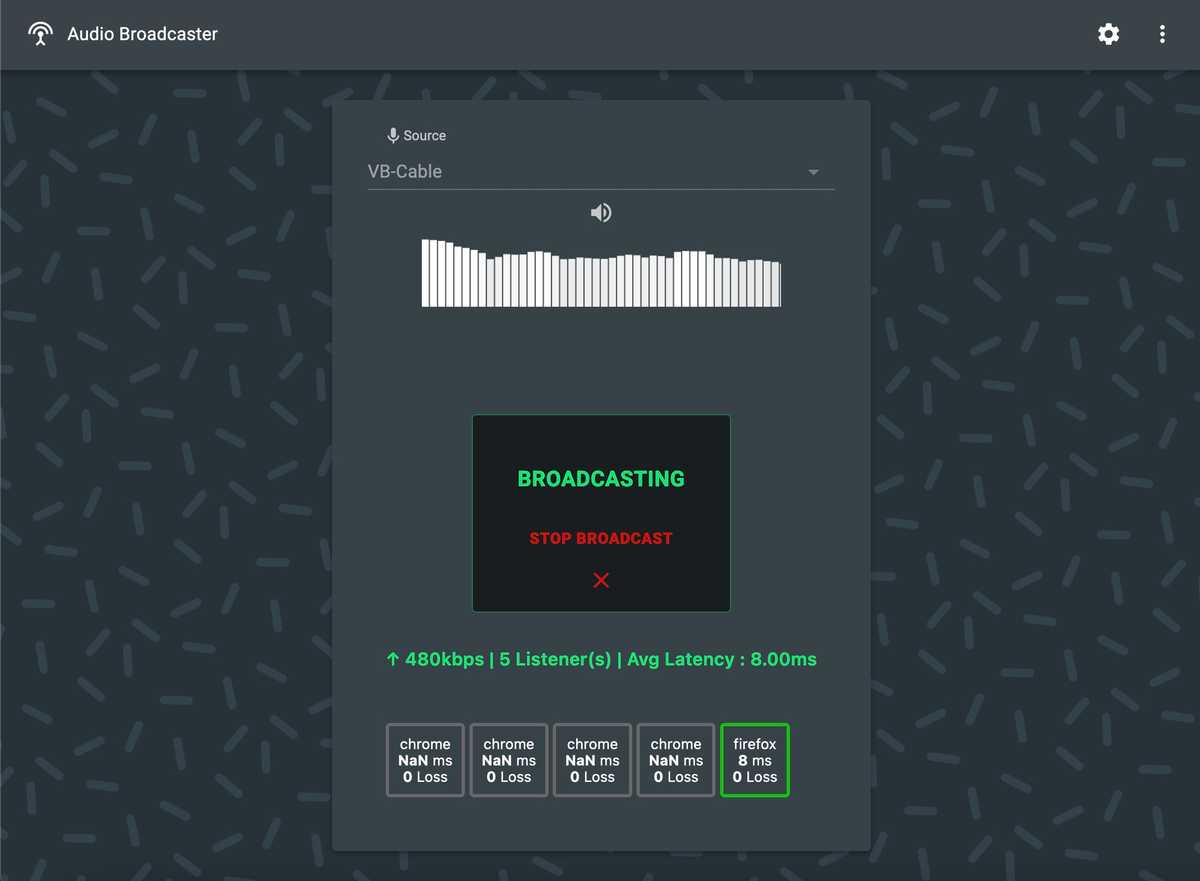 Audio Broadcaster
Source
VB-Cable
BROADCASTING
STOP BROADCAST
↑ 480kbps | 5 Listener(s) | Avg Latency : 8.00ms
chrome
NaN ms
0 Loss
chrome
NaN ms
0 Loss
chrome
NaN ms
0 Loss
chrome
NaN ms
0 Loss
firefox
8 ms
0 Loss